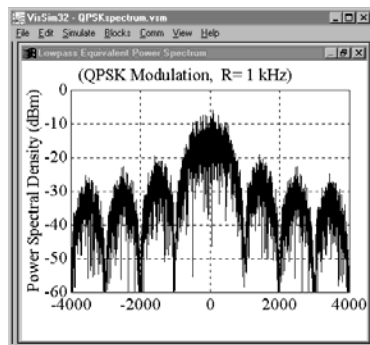 VisSim32 - QPSKspectrum.vsm
File Edit Simulate Blocks Comm View Help
Lowpass Equivalent Power Spectrum
(QPSK Modulation, R= 1 kHz)
Power Spectral Density (dBm)
0
-10
-20
-30
-40
-50
-60
-4000 -2000 0 2000 4000